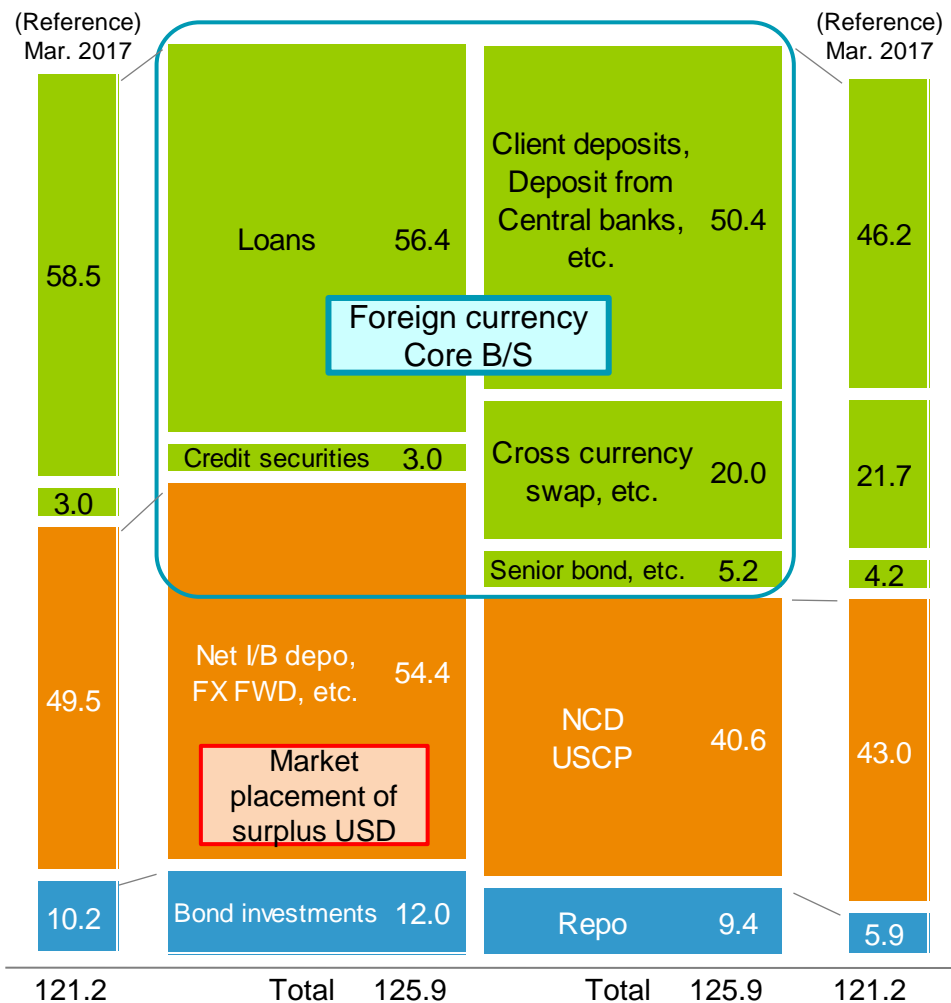 (Reference)
Mar. 2017
(Reference)
Mar. 2017
58.5
3.0
49.5
10.2
121.2
Loans 56.4
Credit securities 3.0
Net I/B depo,
FX FWD, etc. 54.4
Market
placement of
surplus USD
Bond investments 12.0
Total 125.9
Foreign currency
Core B/S
Client deposits,
Deposit from
Central banks,
etc. 50.4
Cross currency
swap, etc. 20.0
Senior bond, etc. 5.2
NCD
USCP 40.6
Repo 9.4
Total 125.9
46.2
21.7
4.2
43.0
5.9
121.2